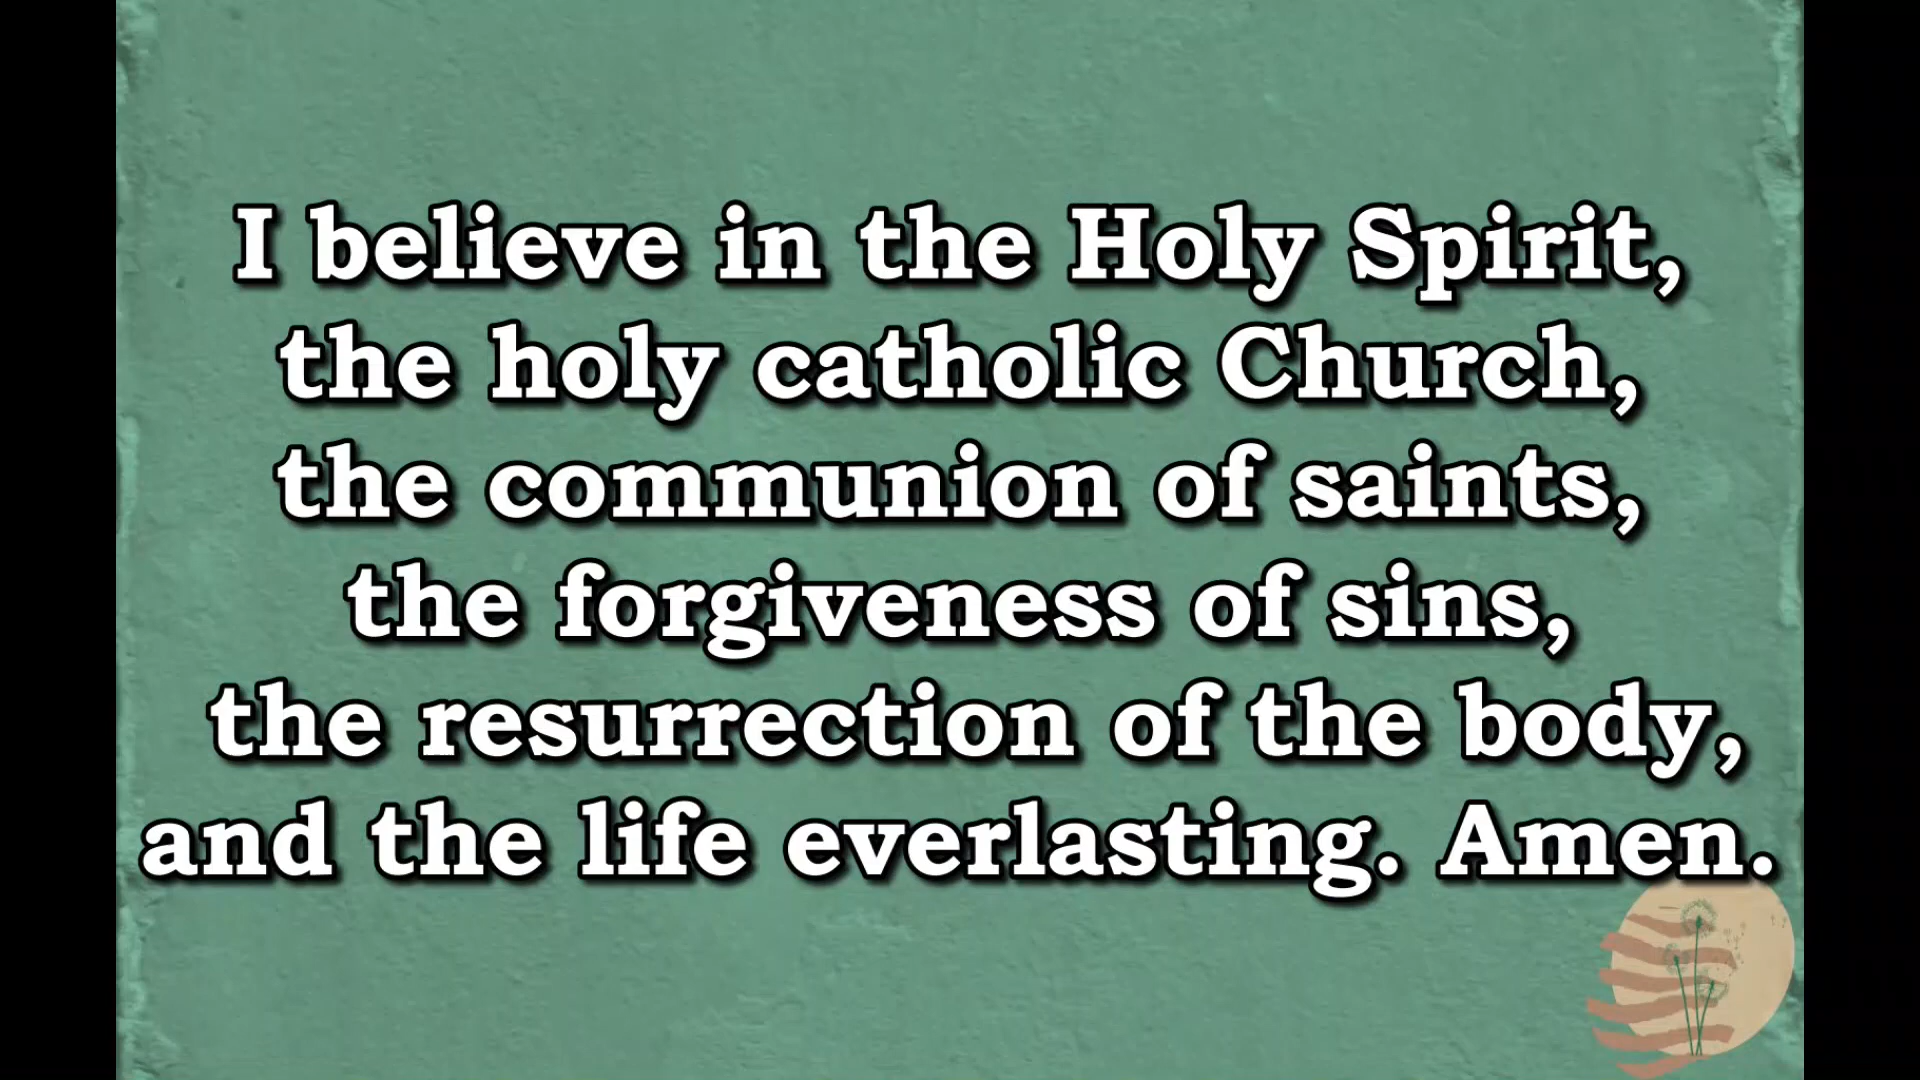 I believe in the Holy Spirit,
the holy catholic Church,
the communion of saints,
the forgiveness of sins,
the resurrection of the body,
and the life everlasting. Amen.